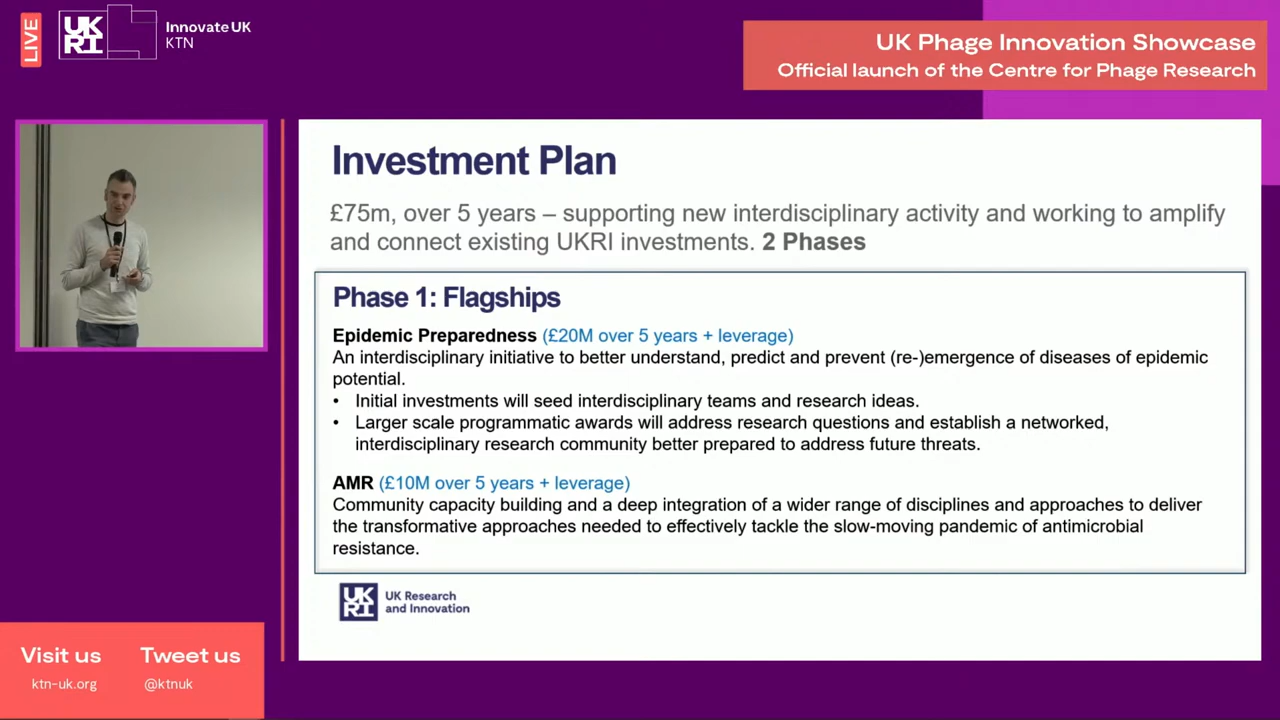 LIVE
UK
RI
Innovate UK
KTN
UK Phage Innovation Showcase
Official launch of the Centre for Phage Research
Investment Plan
£75m, over 5 years – supporting new interdisciplinary activity and working to amplify
and connect existing UKRI investments. 2 Phases
Phase 1: Flagships
Epidemic Preparedness (£20M over 5 years + leverage)
An interdisciplinary initiative to better understand, predict and prevent (re-)emergence of diseases of epidemic
potential.
• Initial investments will seed interdisciplinary teams and research ideas.
• Larger scale programmatic awards will address research questions and establish a networked,
interdisciplinary research community better prepared to address future threats.
AMR (£10M over 5 years + leverage)
Community capacity building and a deep integration of a wider range of disciplines and approaches to deliver
the transformative approaches needed to effectively tackle the slow-moving pandemic of antimicrobial
resistance.
UK
RI
UK Research
and Innovation
Visit us
ktn-uk.org
Tweet us
@ktnuk